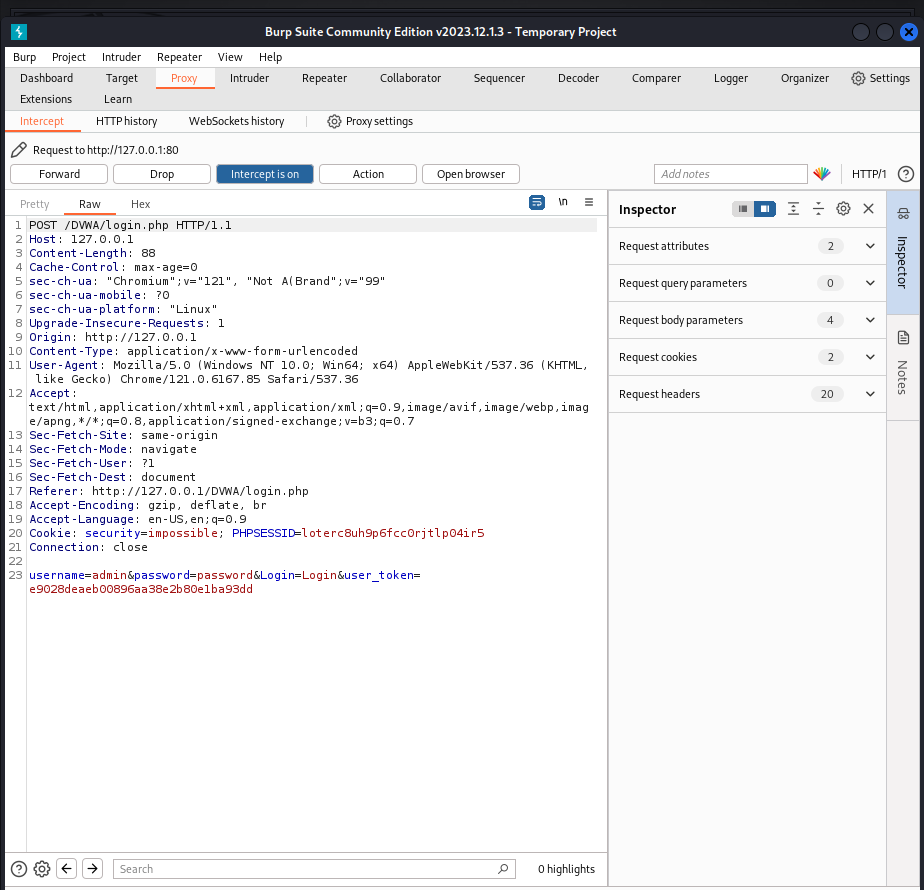 Burp Suite Community Edition v2023.12.1.3 - Temporary Project
Burp Project Intruder Repeater View Help
Dashboard Target Proxy Intruder Repeater Collaborator Sequencer Decoder Comparer Logger Organizer Settings
Extensions Learn
Intercept HTTP history WebSockets history Proxy settings
Request to http://127.0.0.1:80
Forward Drop Intercept is on Action Open browser Add notes HTTP/1 ?
Pretty Raw Hex \n
1 POST /DVWA/login.php HTTP/1.1
2 Host: 127.0.0.1
3 Content-Length: 88
4 Cache-Control: max-age=0
5 sec-ch-ua: "Chromium";v="121", "Not A(Brand";v="99"
6 sec-ch-ua-mobile: ?0
7 sec-ch-ua-platform: "Linux"
8 Upgrade-Insecure-Requests: 1
9 Origin: http://127.0.0.1
10 Content-Type: application/x-www-form-urlencoded
11 User-Agent: Mozilla/5.0 (Windows NT 10.0; Win64; x64) AppleWebKit/537.36 (KHTML,
like Gecko) Chrome/121.0.6167.85 Safari/537.36
12 Accept:
text/html,application/xhtml+xml,application/xml;q=0.9,image/avif,image/webp,imag
e/apng,*/*;q=0.8,application/signed-exchange;v=b3;q=0.7
13 Sec-Fetch-Site: same-origin
14 Sec-Fetch-Mode: navigate
15 Sec-Fetch-User: ?1
16 Sec-Fetch-Dest: document
17 Referer: http://127.0.0.1/DVWA/login.php
18 Accept-Encoding: gzip, deflate, br
19 Accept-Language: en-US,en;q=0.9
20 Cookie: security=impossible; PHPSESSID=loterc8uh9p6fcc0rjtlp04ir5
21 Connection: close
22
23 username=admin&password=password&Login=Login&user_token=
e9028deaeb00896aa38e2b80e1ba93dd
Inspector
Request attributes 2
Request query parameters 0
Request body parameters 4
Request cookies 2
Request headers 20
Inspector
Notes
? Search 0 highlights